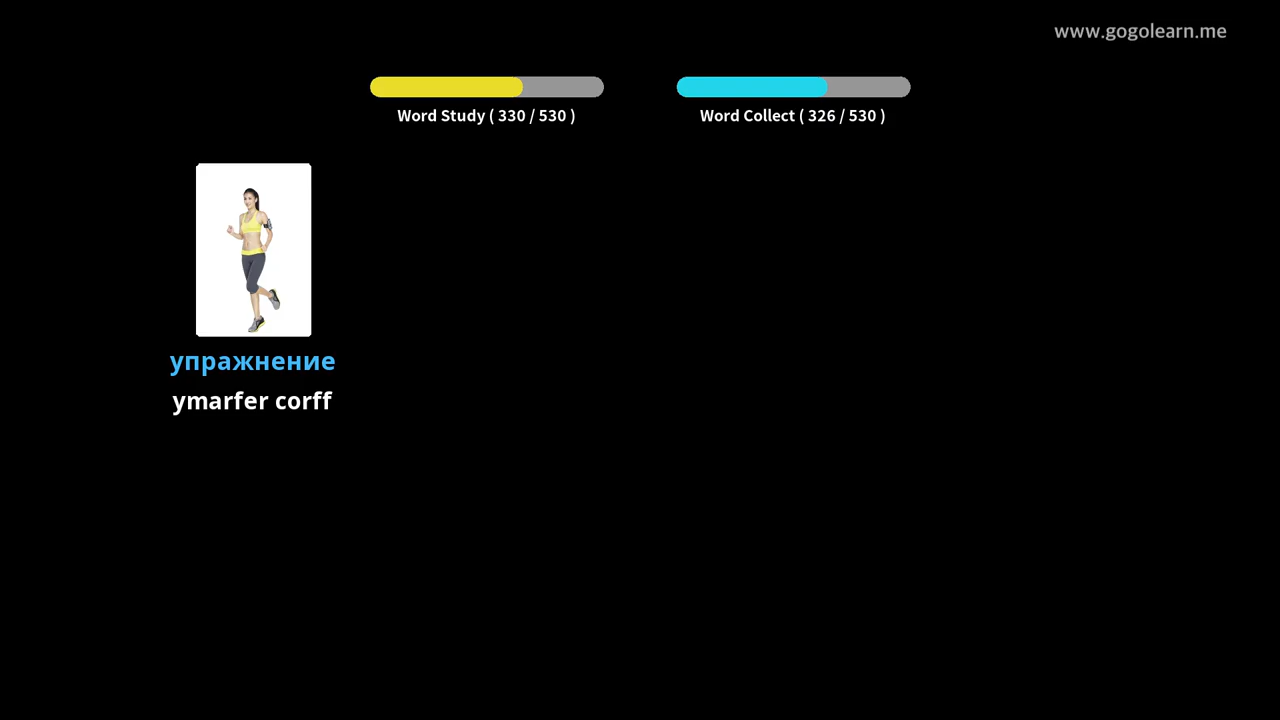 www.gogolearn.me
Word Study ( 330 / 530 )
Word Collect ( 326 / 530 )
упражнение
ymarfer corff